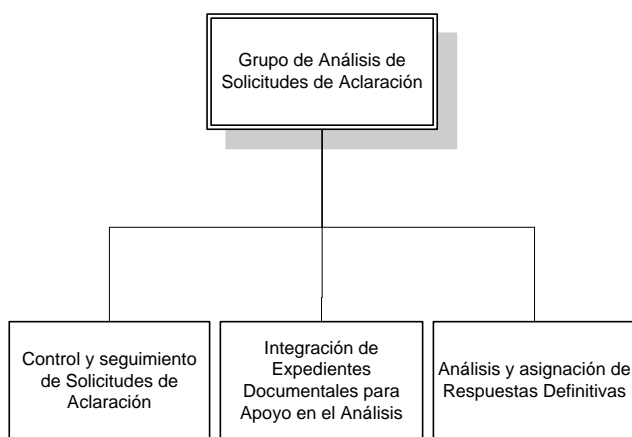 Grupo de Análisis de
Solicitudes de Aclaración
Control y seguimiento
de Solicitudes de
Aclaración
Integración de
Expedientes
Documentales para
Apoyo en el Análisis
Análisis y asignación de
Respuestas Definitivas